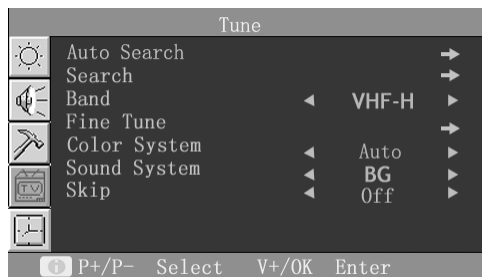 Tune
Auto Search
Search
Band VHF-H
Fine Tune
Color System Auto
Sound System BG
Skip Off
TV
i P+/P- Select V+/OK Enter